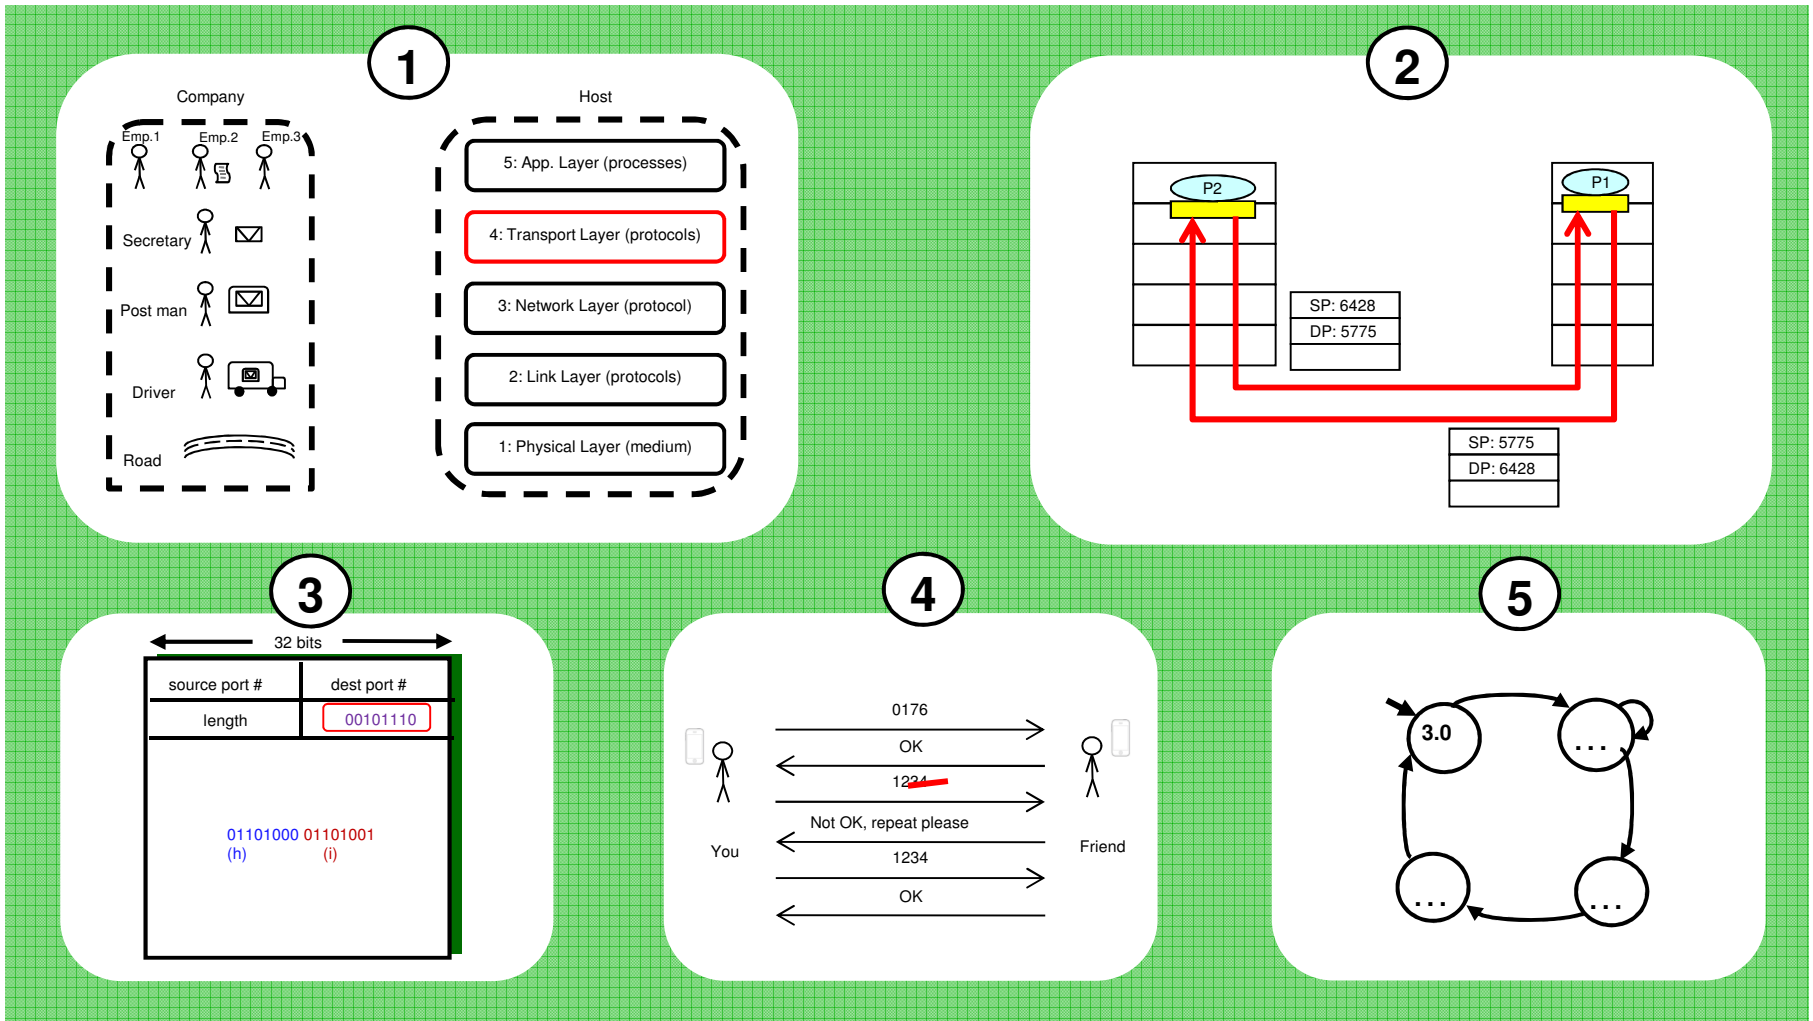 1
Company
Host
Emp.1
Emp.2
Emp.3
Secretary
Post man
Driver
Road
5: App. Layer (processes)
4: Transport Layer (protocols)
3: Network Layer (protocol)
2: Link Layer (protocols)
1: Physical Layer (medium)
2
P2
P1
SP: 6428
DP: 5775
SP: 5775
DP: 6428
3
32 bits
source port #
dest port #
length
00101110
01101000 01101001
(h)
(i)
4
0176
OK
1234
Not OK, repeat please
1234
OK
You
Friend
5
3.0
...
...
...